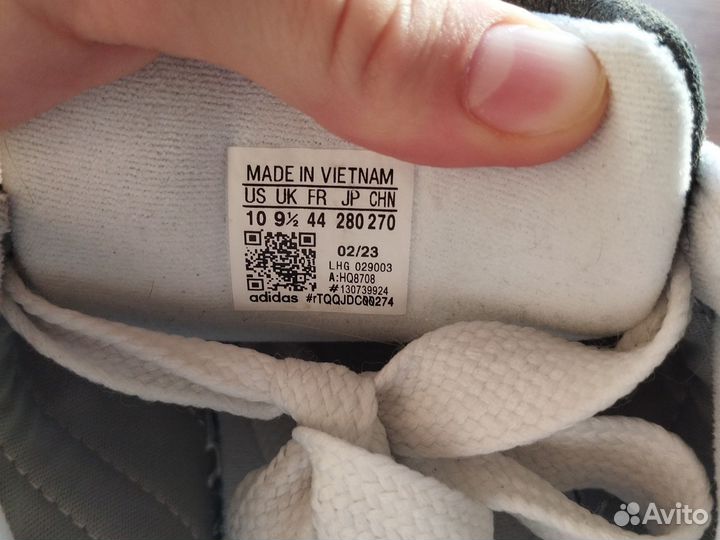 MADE IN VIETNAM
US UK FR JP CHN
10 9½ 44 280 270
02/23
LHG 029003
A:HQ8708
#130739924
adidas #rTQQJDC00274
Avito